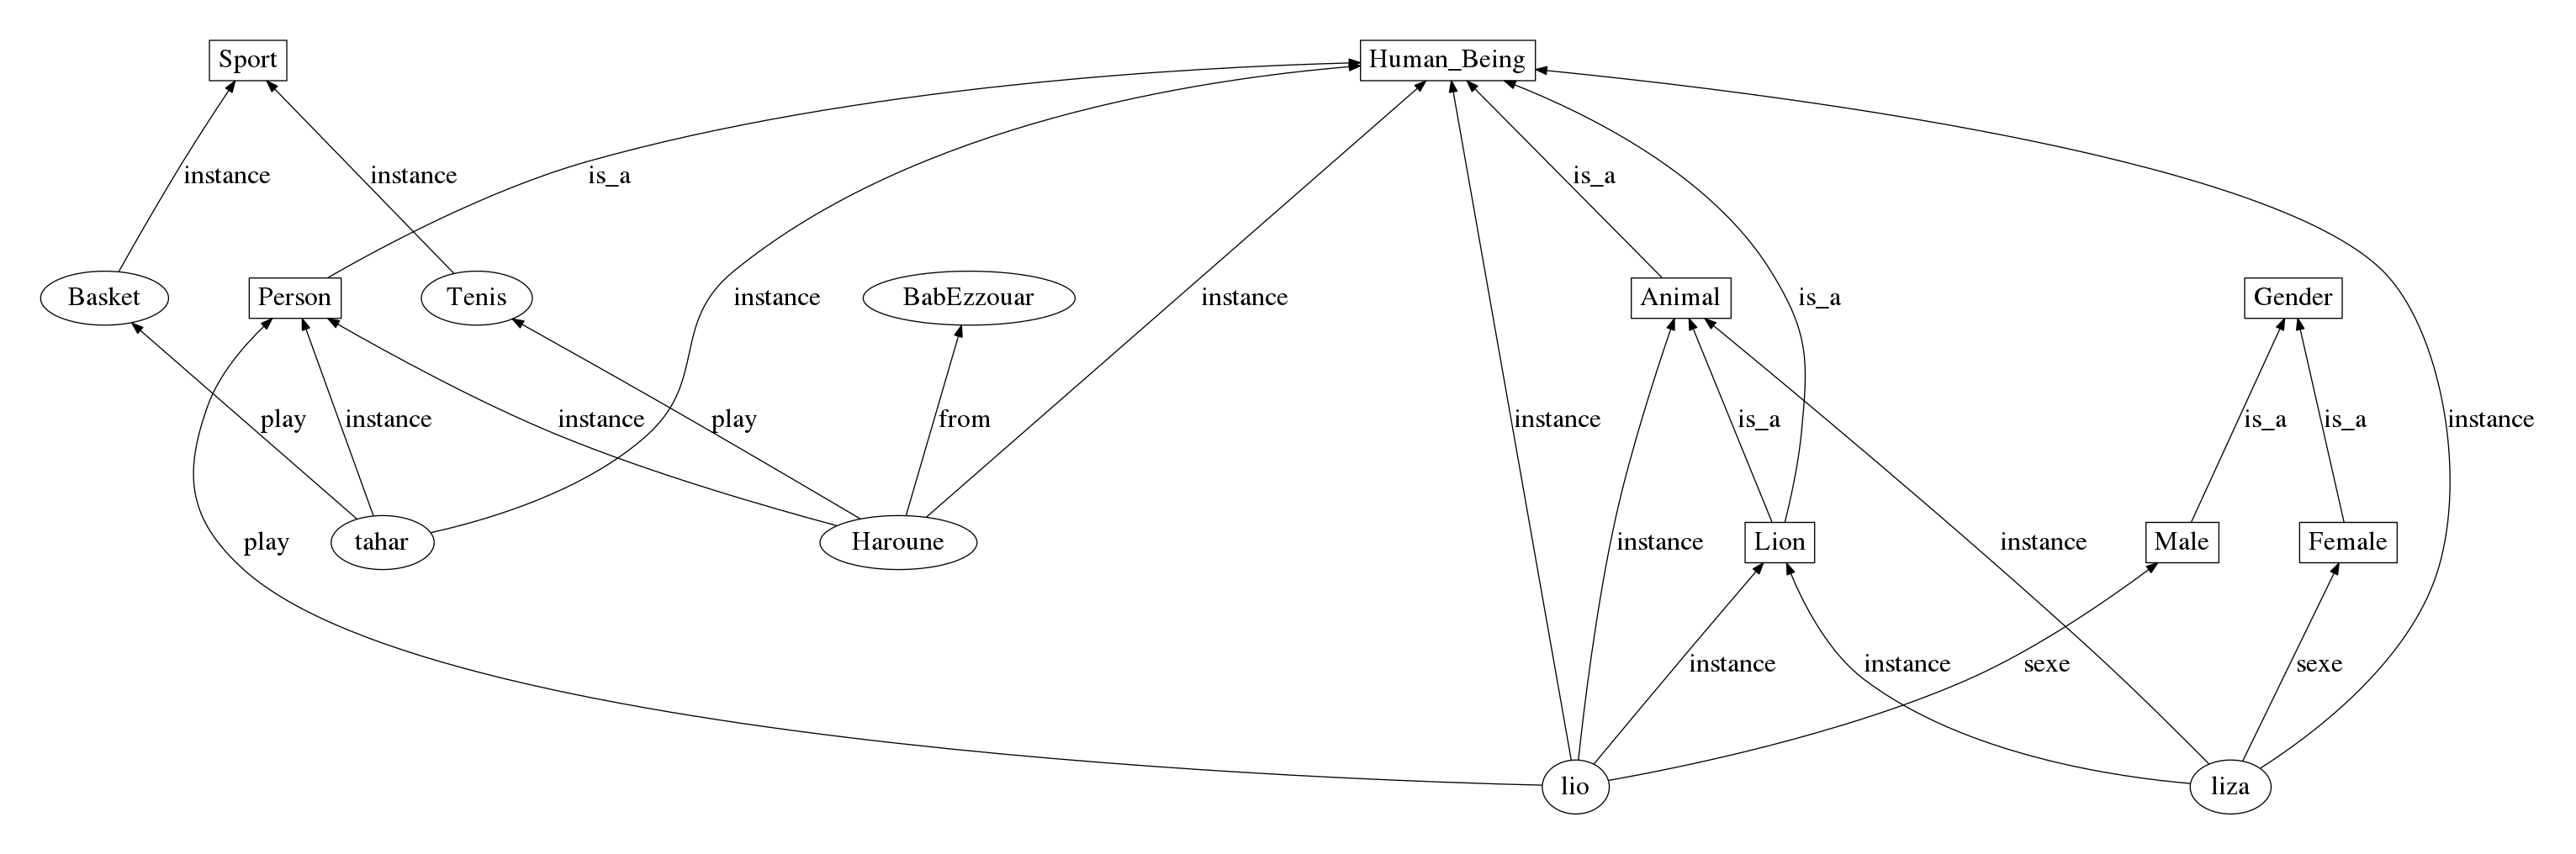 Sport
Human_Being
instance
instance
is_a
is_a
Basket
Person
Tenis
instance
BabEzzouar
instance
Animal
is_a
Gender
play
instance
instance
play
from
instance
is_a
is_a
is_a
instance
play
tahar
Haroune
instance
Lion
instance
Male
Female
instance
instance
sexe
sexe
lio
liza